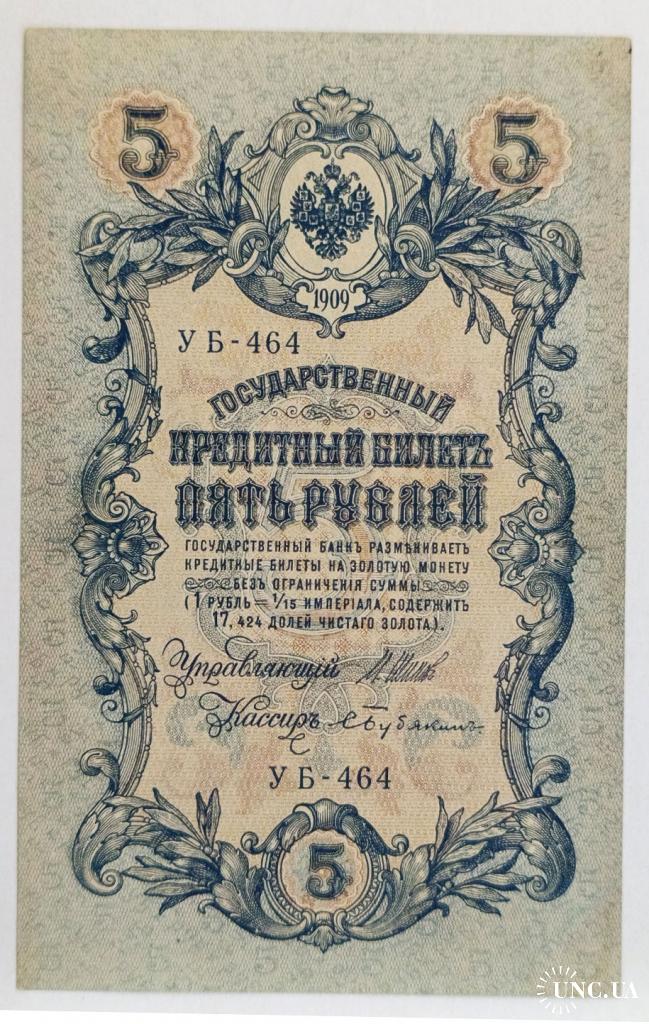 5 5
1909
УБ-464
ГОСУДАРСТВЕННЫЙ
КРЕДИТНЫЙ БИЛЕТЪ
ПЯТЬ РУБЛЕЙ
ГОСУДАРСТВЕННЫЙ БАНКЪ РАЗМѢНИВАЕТЪ
КРЕДИТНЫЕ БИЛЕТЫ НА ЗОЛОТУЮ МОНЕТУ
БЕЗЪ ОГРАНИЧЕНІЯ СУММЫ
(1 РУБЛЬ = 1/15 ИМПЕРІАЛА, СОДЕРЖИТЪ
17,424 ДОЛЕЙ ЧИСТАГО ЗОЛОТА).
Управляющій И Шипов
Кассиръ С Бубякинъ
УБ-464
5
UNC.UA